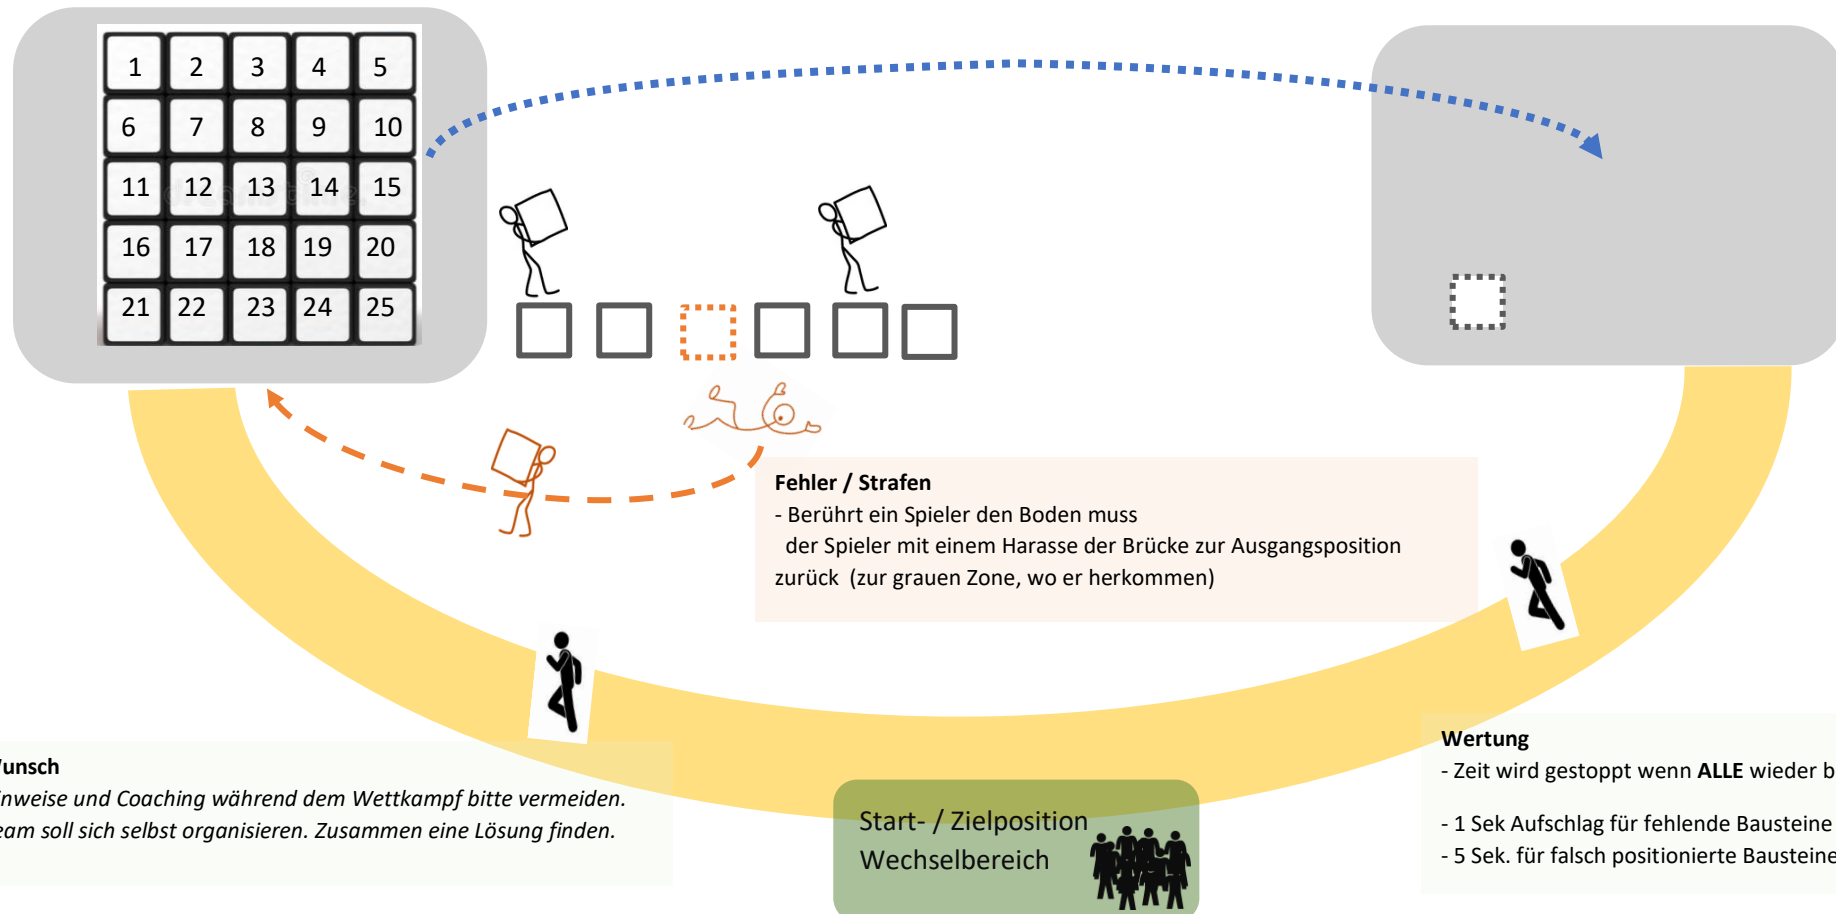 1 2 3 4 5
6 7 8 9 10
11 12 13 14 15
16 17 18 19 20
21 22 23 24 25
Fehler / Strafen
- Berührt ein Spieler den Boden muss
der Spieler mit einem Harasse der Brücke zur Ausgangsposition
zurück (zur grauen Zone, wo er herkommen)
Wunsch
inweise und Coaching während dem Wettkampf bitte vermeiden.
eam soll sich selbst organisieren. Zusammen eine Lösung finden.
Start- / Zielposition
Wechselbereich
Wertung
- Zeit wird gestoppt wenn ALLE wieder b
- 1 Sek Aufschlag für fehlende Bausteine
- 5 Sek. für falsch positionierte Bausteine